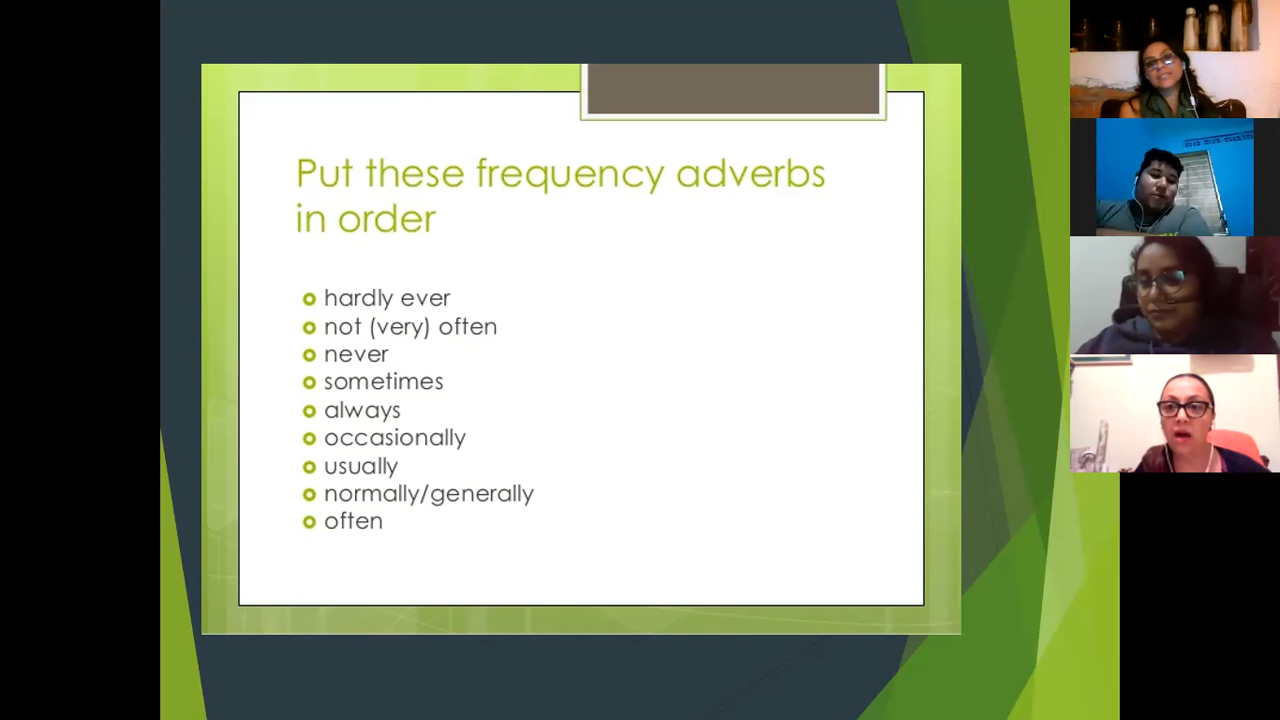 Put these frequency adverbs
in order
hardly ever
not (very) often
never
sometimes
always
occasionally
usually
normally/generally
often